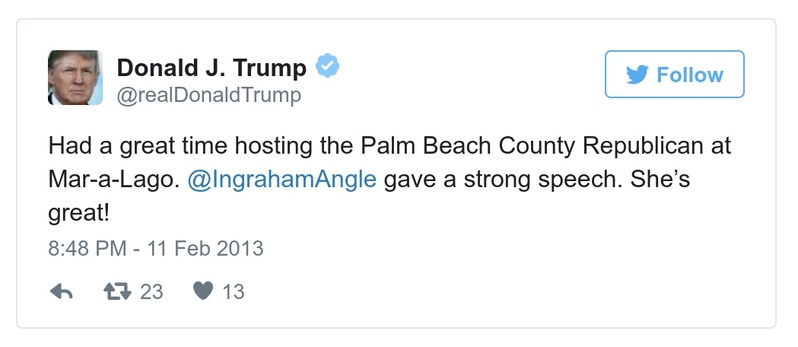 Donald J. Trump
@realDonaldTrump
Follow
Had a great time hosting the Palm Beach County Republican at
Mar-a-Lago. @IngrahamAngle gave a strong speech. She’s
great!
8:48 PM - 11 Feb 2013
23 13